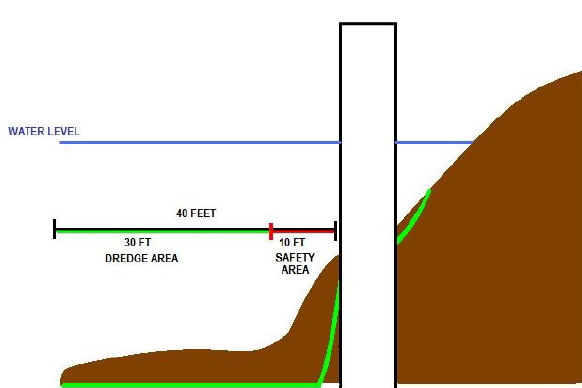 WATER LEVEL
40 FEET
30 FT
DREDGE AREA
10 FT
SAFETY
AREA